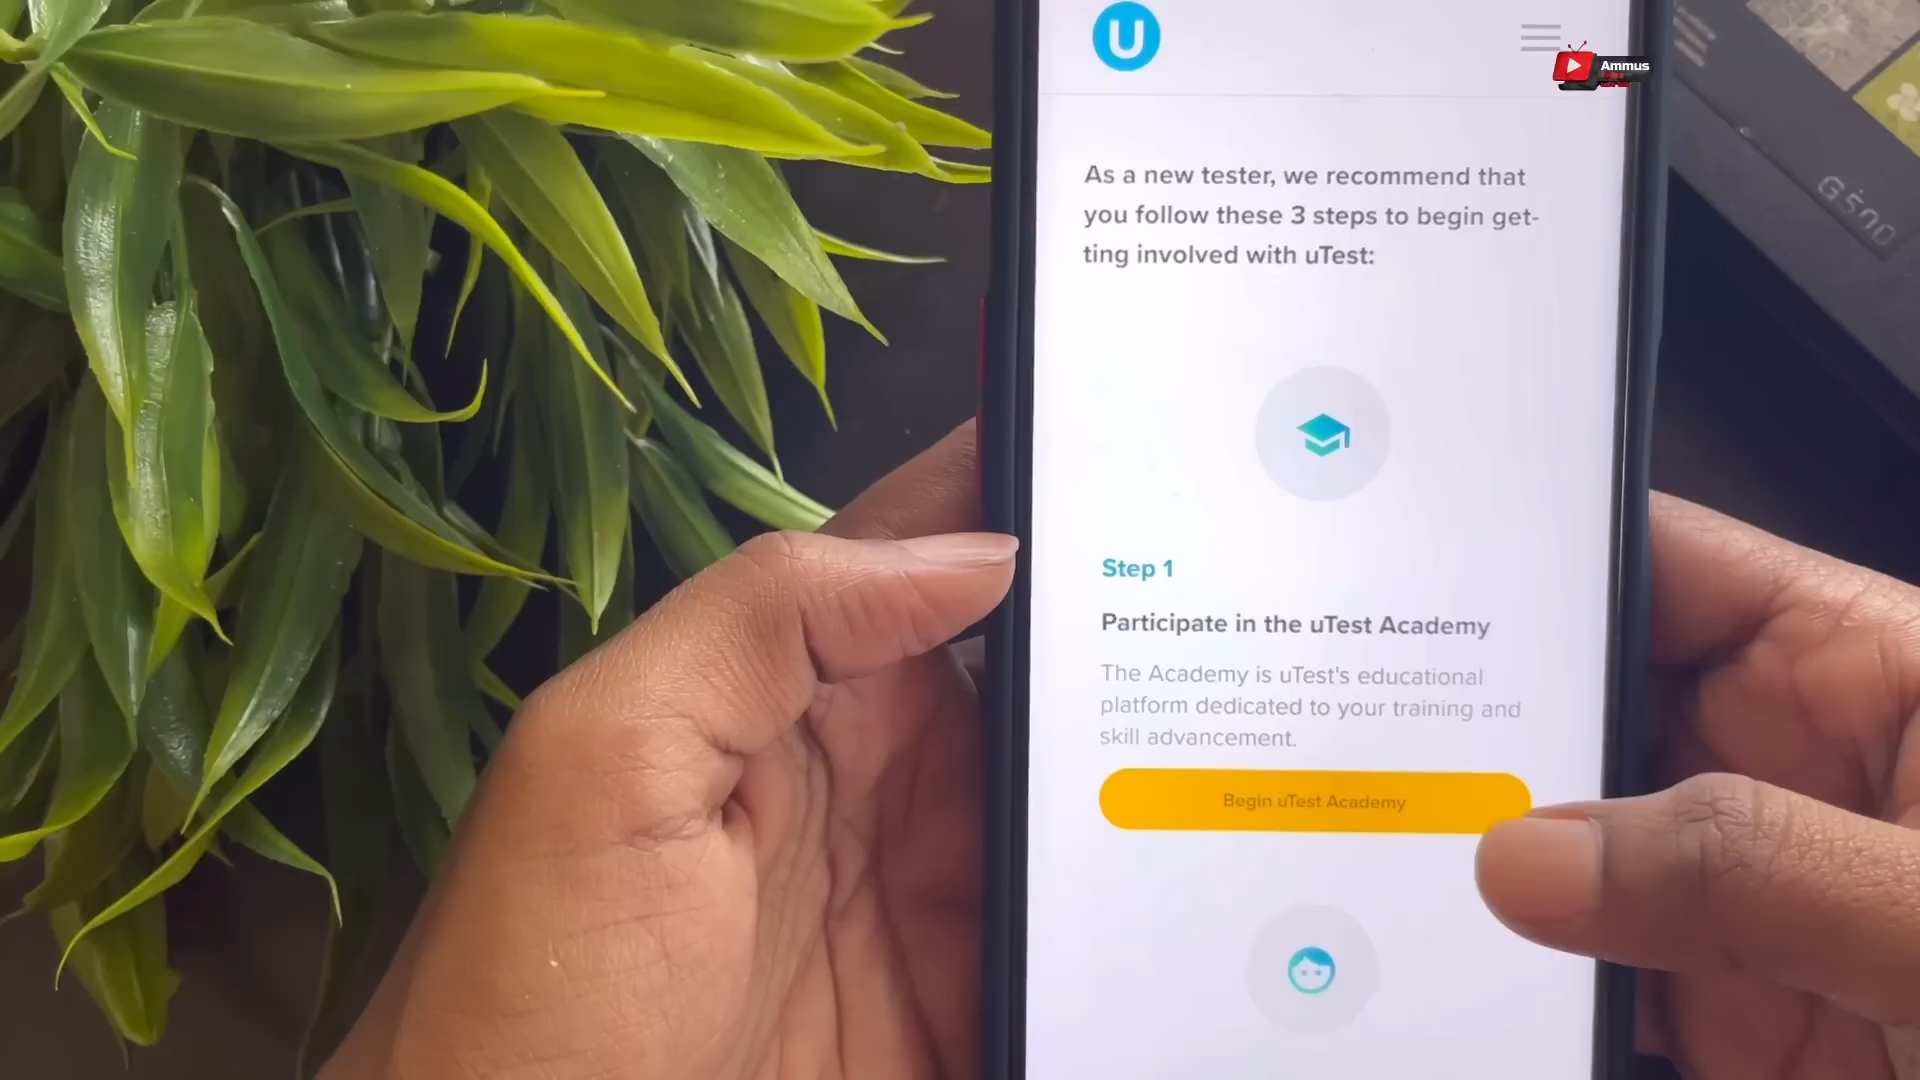 U
Ammus
G500
As a new tester, we recommend that
you follow these 3 steps to begin get-
ting involved with uTest:
Step 1
Participate in the uTest Academy
The Academy is uTest's educational
platform dedicated to your training and
skill advancement.
Begin uTest Academy